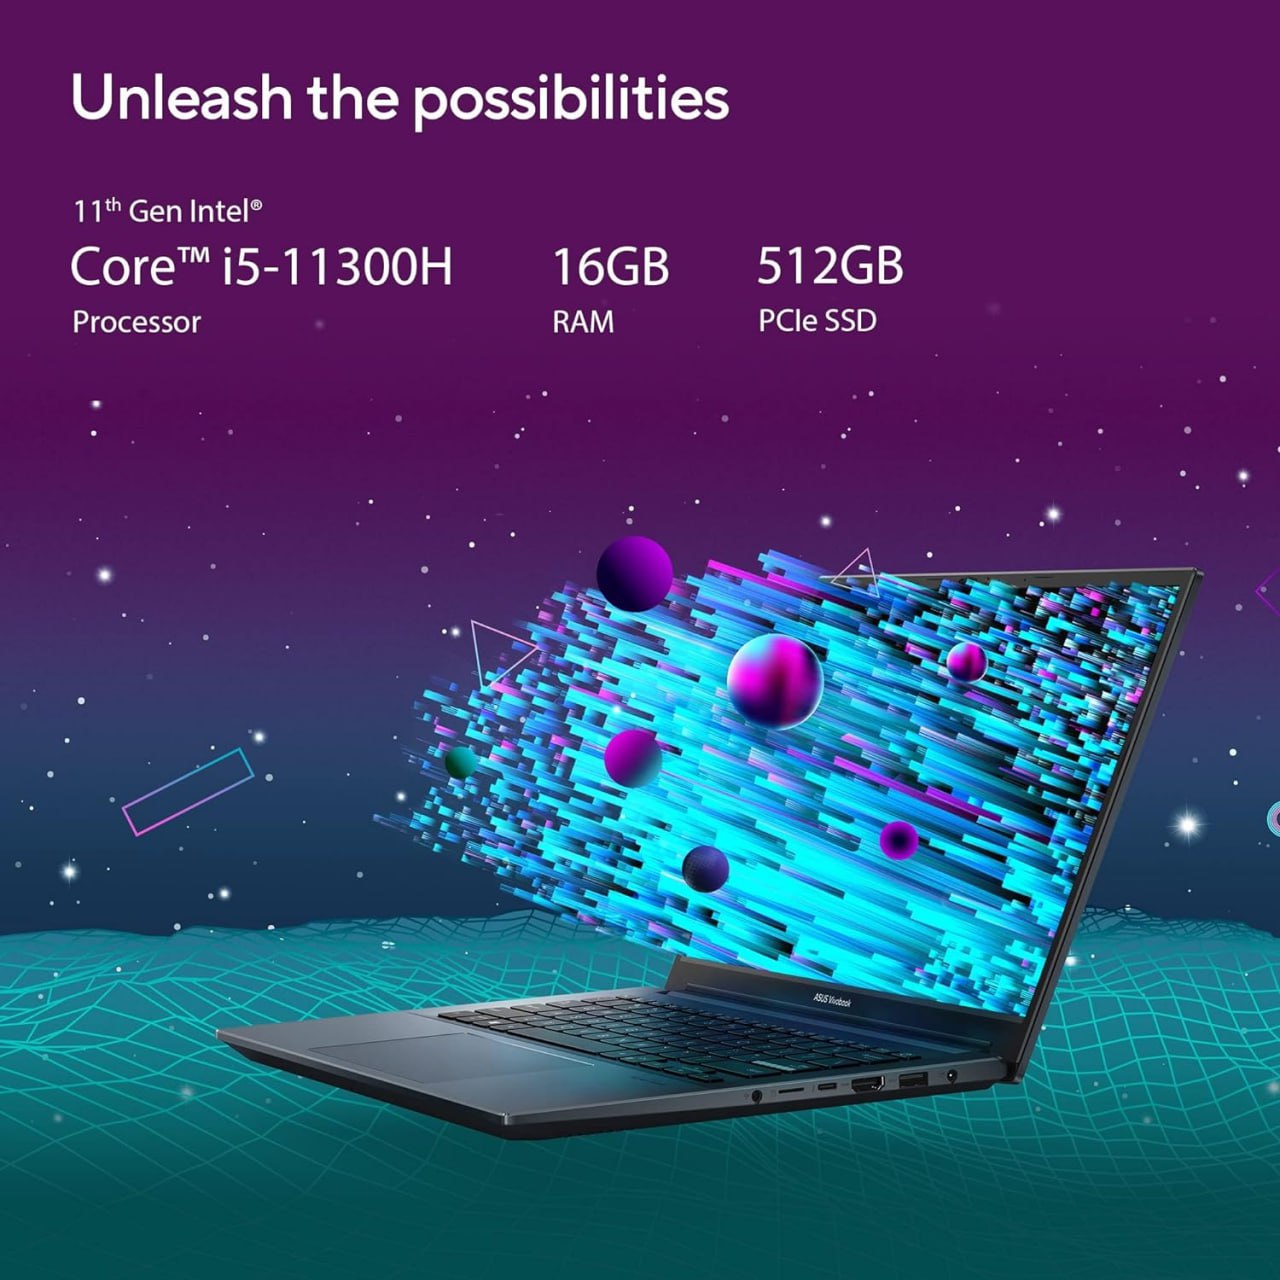 Unleash the possibilities
11th Gen Intel®
Core™ i5-11300H 16GB 512GB
Processor RAM PCIe SSD
ASUS Vivobook